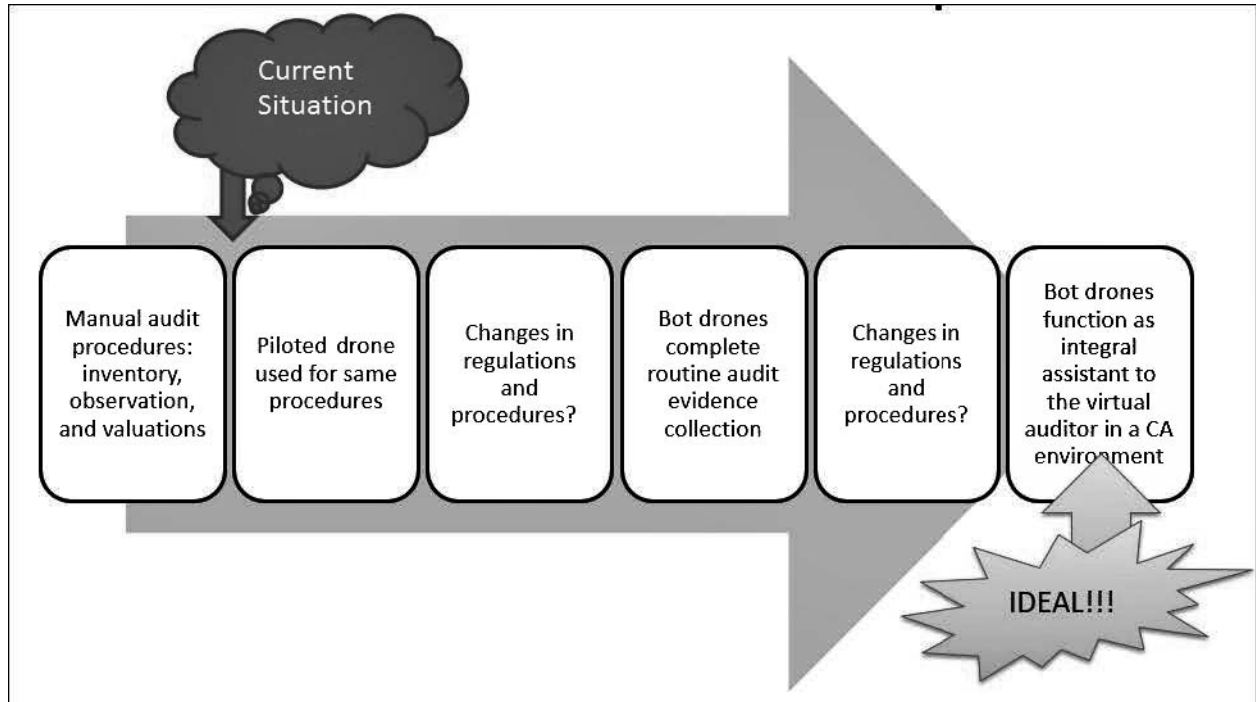 Current
Situation
Manual audit
procedures:
inventory,
observation,
and valuations
Piloted drone
used for same
procedures
Changes in
regulations
and
procedures?
Bot drones
complete
routine audit
evidence
collection
Changes in
regulations
and
procedures?
Bot drones
function as
integral
assistant to
the virtual
auditor in a CA
environment
IDEAL!!!